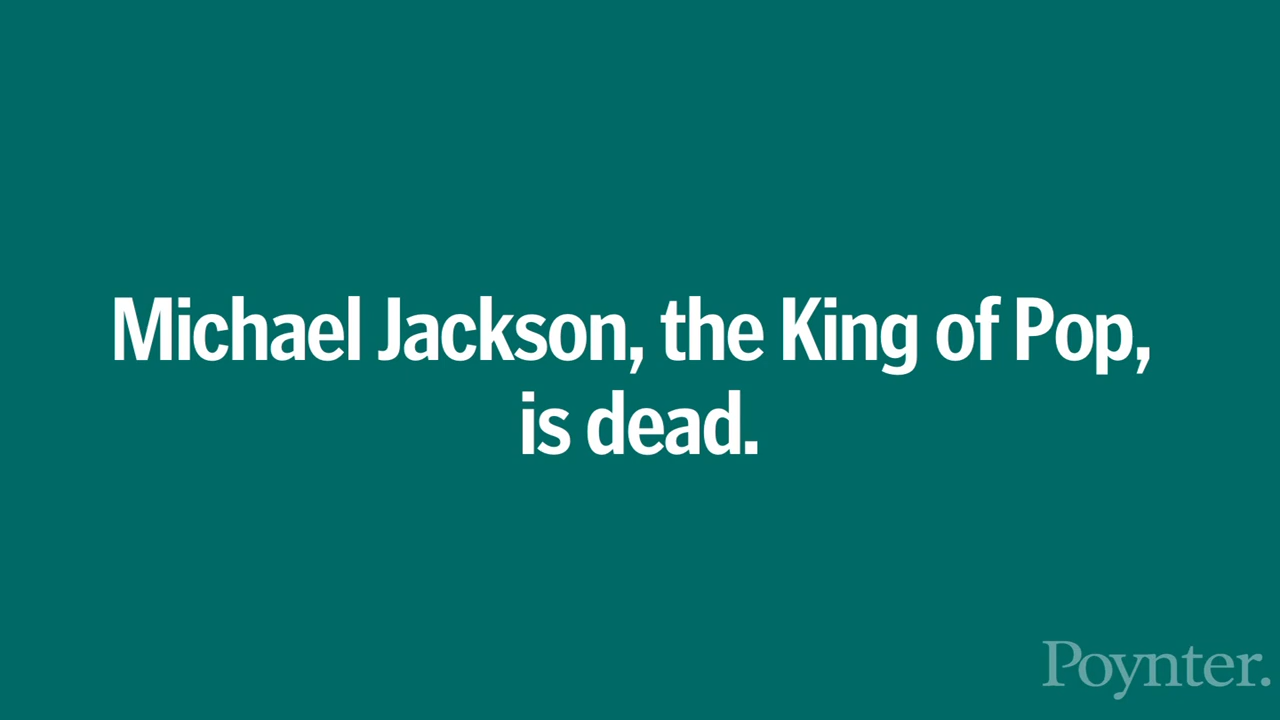 Michael Jackson, the King of Pop,
is dead.
Poynter.